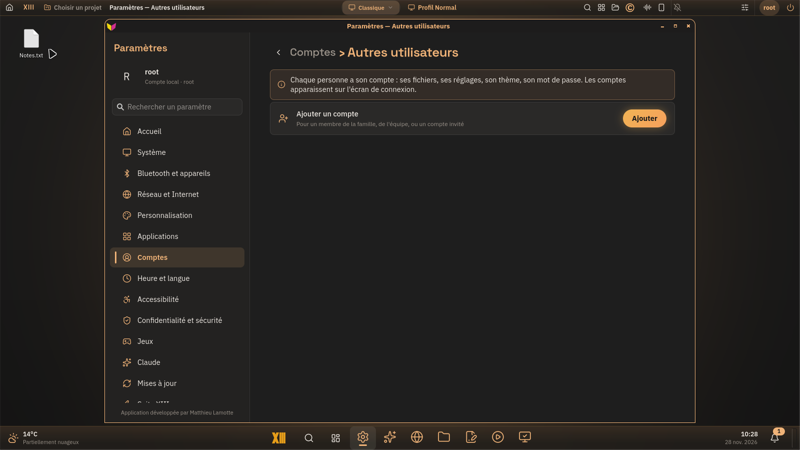 XIII
Choisir un projet
Paramètres — Autres utilisateurs
Classique
Profil Normal
root
Notes.txt
Paramètres — Autres utilisateurs
Paramètres
R
root
Compte local · root
Rechercher un paramètre
Accueil
Système
Bluetooth et appareils
Réseau et Internet
Personnalisation
Applications
Comptes
Heure et langue
Accessibilité
Confidentialité et sécurité
Jeux
Claude
Mises à jour
Application développée par Matthieu Lamotte
Comptes > Autres utilisateurs
Chaque personne a son compte : ses fichiers, ses réglages, son thème, son mot de passe. Les comptes
apparaissent sur l'écran de connexion.
Ajouter un compte
Pour un membre de la famille, de l'équipe, ou un compte invité
Ajouter
14°C
Partiellement nuageux
XIII
10:28
28 nov. 2026
1